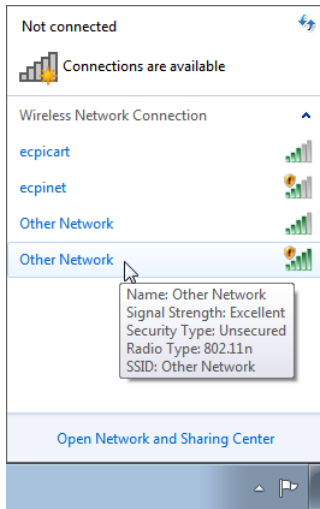 Not connected
Connections are available
Wireless Network Connection
ecpicart
ecpinet
Other Network
Other Network
Name: Other Network
Signal Strength: Excellent
Security Type: Unsecured
Radio Type: 802.11n
SSID: Other Network
Open Network and Sharing Center